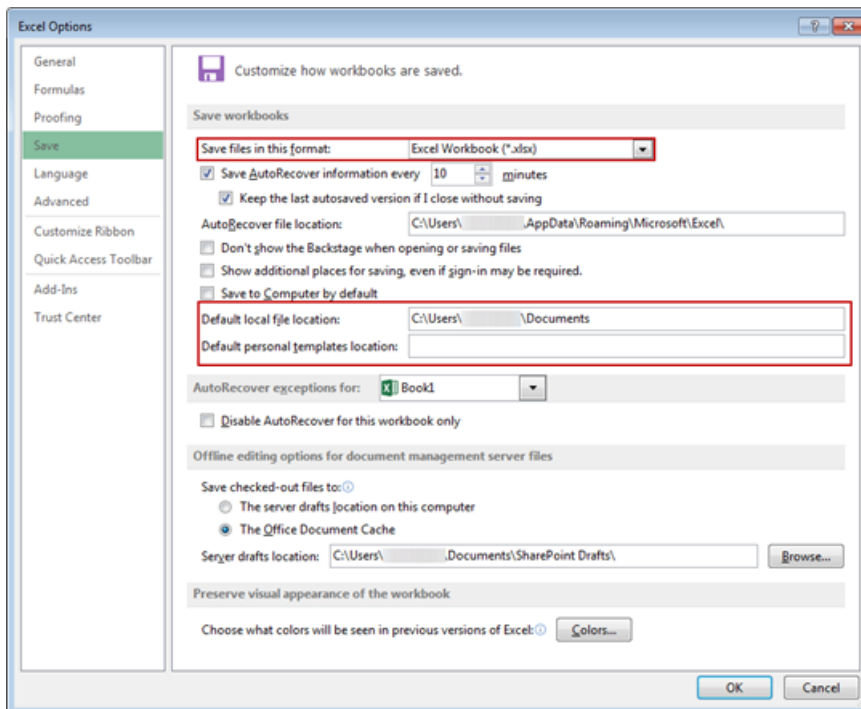 Excel Options
General
Formulas
Proofing
Save
Language
Advanced
Customize Ribbon
Quick Access Toolbar
Add-Ins
Trust Center
Customize how workbooks are saved.
Save workbooks
Save files in this format: Excel Workbook (*.xlsx)
Save AutoRecover information every 10 minutes
Keep the last autosaved version if I close without saving
AutoRecover file location: C:\Users\ .AppData\Roaming\Microsoft\Excel\
Don't show the Backstage when opening or saving files
Show additional places for saving, even if sign-in may be required.
Save to Computer by default
Default local file location: C:\Users\ \Documents
Default personal templates location:
AutoRecover exceptions for: Book1
Disable AutoRecover for this workbook only
Offline editing options for document management server files
Save checked-out files to:
The server drafts location on this computer
The Office Document Cache
Server drafts location: C:\Users\ .Documents\SharePoint Drafts\ Browse...
Preserve visual appearance of the workbook
Choose what colors will be seen in previous versions of Excel: Colors...
OK Cancel